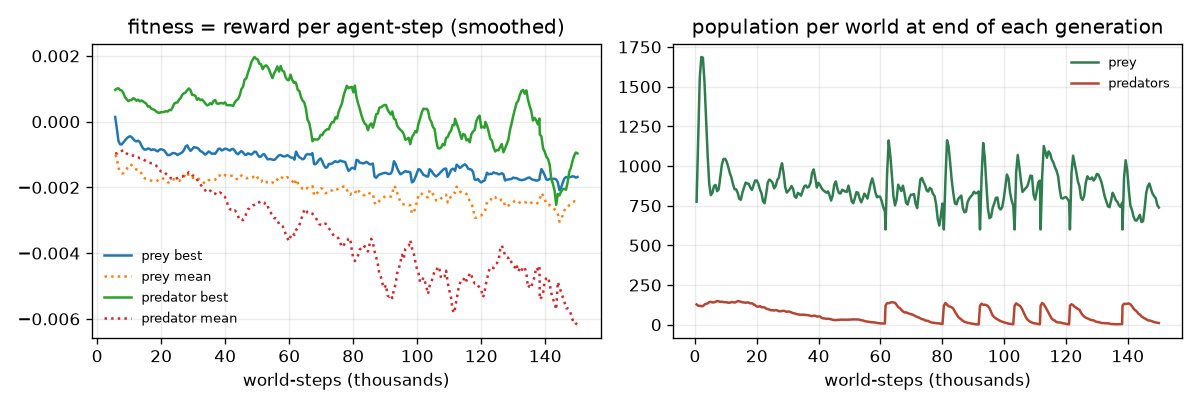 fitness = reward per agent-step (smoothed)
0.002
0.000
−0.002
−0.004
−0.006
prey best
prey mean
predator best
predator mean
0 20 40 60 80 100 120 140
world-steps (thousands)
population per world at end of each generation
1750
1500
1250
1000
750
500
250
0
prey
predators
0 20 40 60 80 100 120 140
world-steps (thousands)